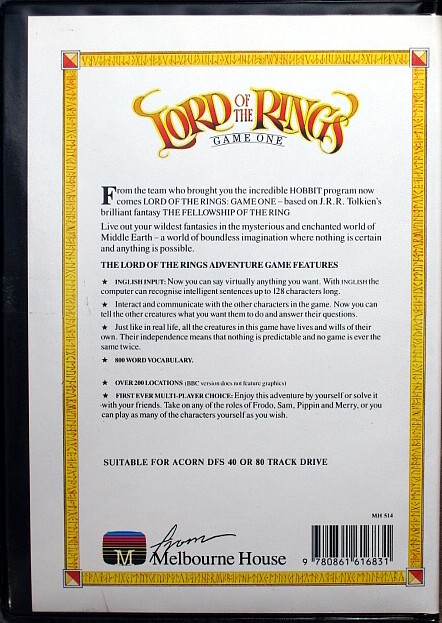 LORD OF THE RINGS
GAME ONE
From the team who brought you the incredible HOBBIT program now
comes LORD OF THE RINGS: GAME ONE – based on J.R.R. Tolkien's
brilliant fantasy THE FELLOWSHIP OF THE RING
Live out your wildest fantasies in the mysterious and enchanted world of
Middle Earth – a world of boundless imagination where nothing is certain
and anything is possible.
THE LORD OF THE RINGS ADVENTURE GAME FEATURES
★ INGLISH INPUT: Now you can say virtually anything you want. With INGLISH the
computer can recognise intelligent sentences up to 128 characters long.
★ Interact and communicate with the other characters in the game. Now you can
tell the other creatures what you want them to do and answer their questions.
★ Just like in real life, all the creatures in this game have lives and wills of their
own. Their independence means that nothing is predictable and no game is ever the
same twice.
★ 800 WORD VOCABULARY.
★ OVER 200 LOCATIONS (BBC version does not feature graphics)
★ FIRST EVER MULTI-PLAYER CHOICE: Enjoy this adventure by yourself or solve it
with your friends. Take on any of the roles of Frodo, Sam, Pippin and Merry, or you
can play as many of the characters yourself as you wish.
SUITABLE FOR ACORN DFS 40 OR 80 TRACK DRIVE
MH 514
from
M
Melbourne House
9 780861 616831